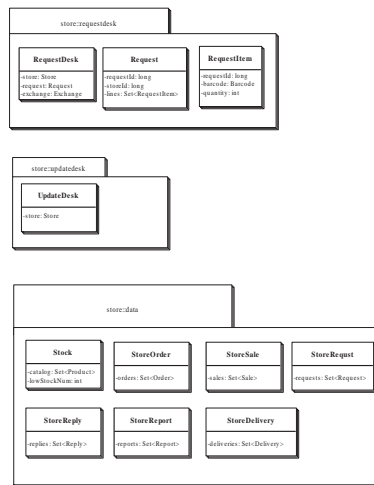 store::requestdesk
RequestDesk
-store: Store
-request: Request
-exchange: Exchange
Request
-requestId: long
-storeId: long
-lines: Set<RequestItem>
RequestItem
-requestId: long
-barcode: Barcode
-quantity: int
store::updatedesk
UpdateDesk
-store: Store
store::data
Stock
-catalog: Set<Product>
-lowStockNum: int
StoreOrder
-orders: Set<Order>
StoreSale
-sales: Set<Sale>
StoreRequst
-requests: Set<Request>
StoreReply
-replies: Set<Reply>
StoreReport
-reports: Set<Report>
StoreDelivery
-deliveries: Set<Delivery>